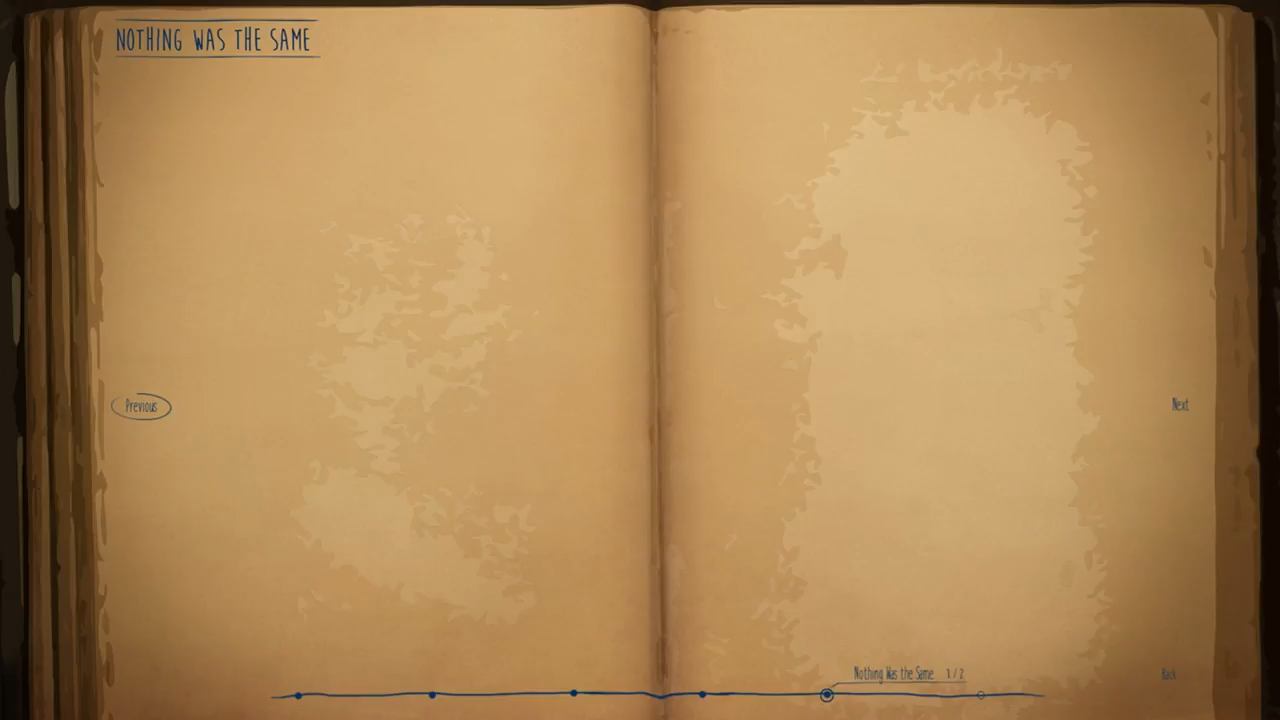 NOTHING WAS THE SAME
Previous
Next
Nothing Was the Same 1 / 2
Back